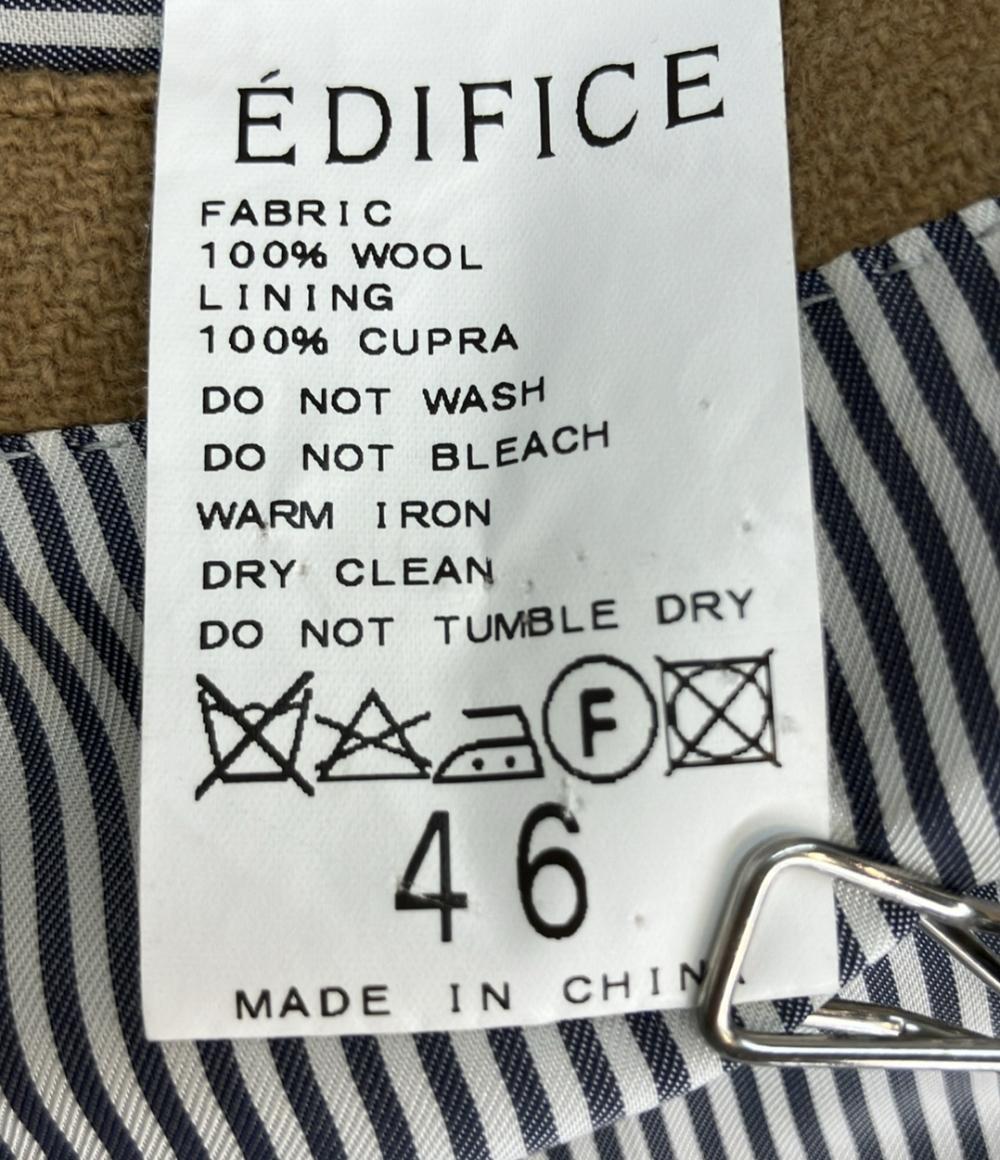 ÉDIFICE
FABRIC
100% WOOL
LINING
100% CUPRA
DO NOT WASH
DO NOT BLEACH
WARM IRON
DRY CLEAN
DO NOT TUMBLE DRY
F
46
MADE IN CHINA